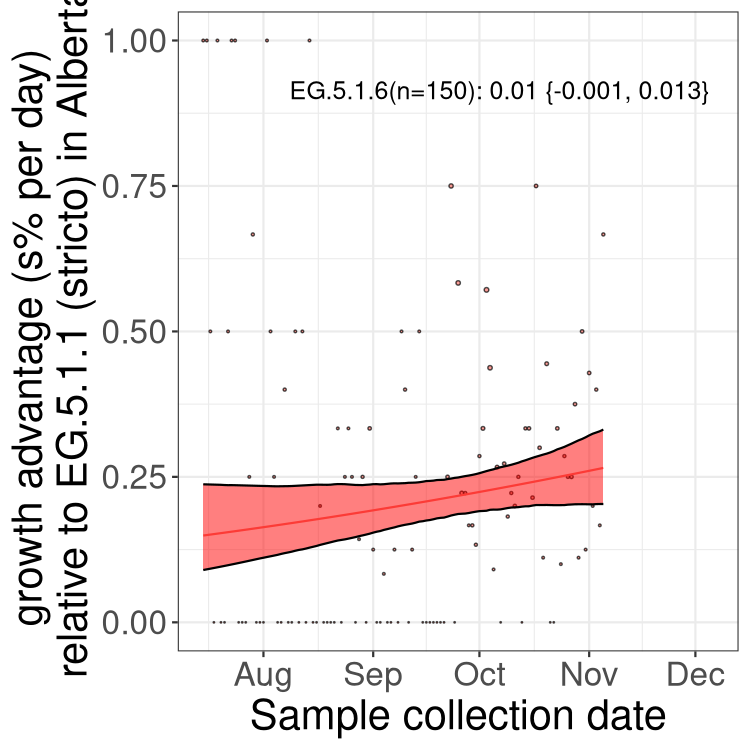 growth advantage (s% per day)
relative to EG.5.1.1 (stricto) in Alberta
1.00
0.75
0.50
0.25
0.00
EG.5.1.6(n=150): 0.01 {-0.001, 0.013}
Aug Sep Oct Nov Dec
Sample collection date